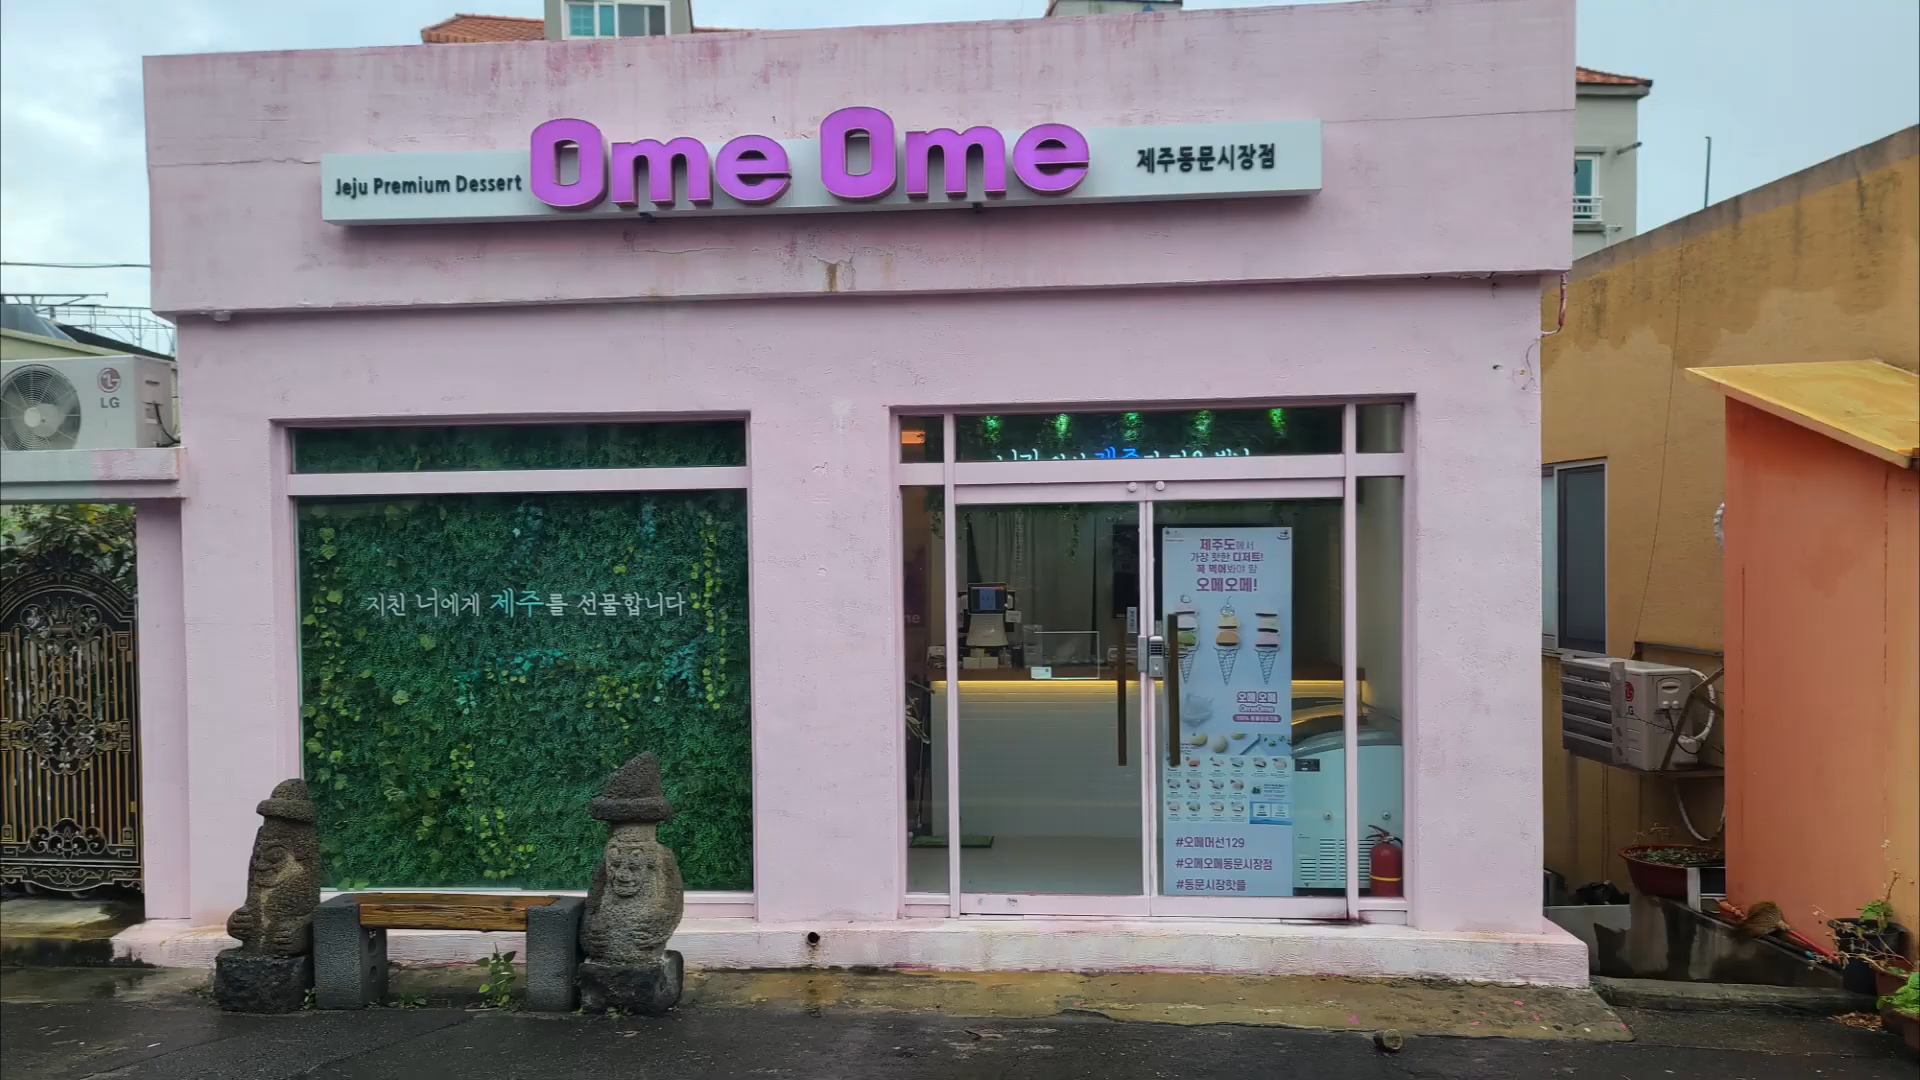 Jeju Premium Dessert
Ome Ome
제주동문시장점
LG
지친 너에게 제주를 선물합니다
제주도에서
가장 핫한 디저트!
꼭 먹어봐야 할
오메오메!
오메오메
OmeOme
#오메머선129
#오메오메동문시장점
#동문시장핫플